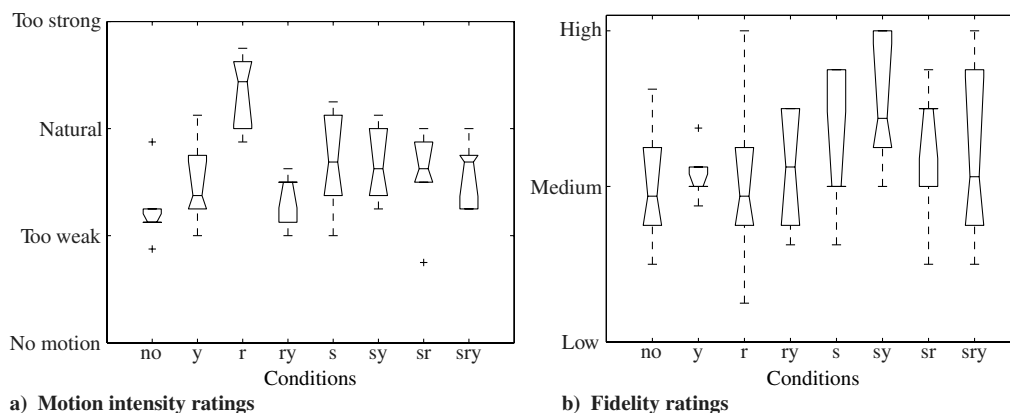 Too strong
Natural
Too weak
No motion
no y r ry s sy sr sry
Conditions
a) Motion intensity ratings
High
Medium
Low
no y r ry s sy sr sry
Conditions
b) Fidelity ratings